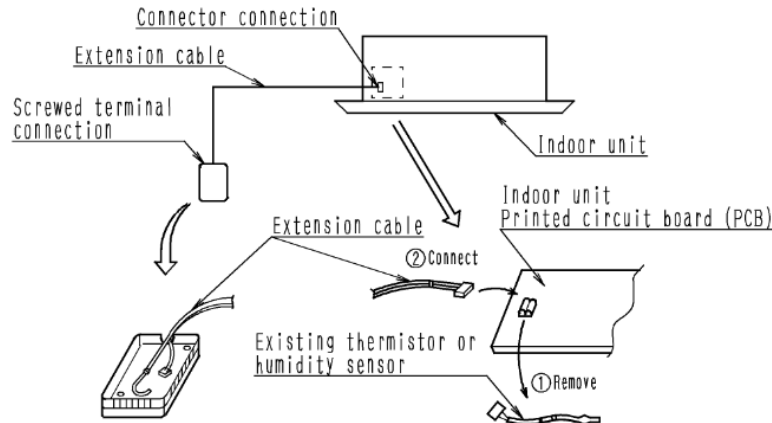 Connector connection
Extension cable
Screwed terminal
connection
Indoor unit
Indoor unit
Printed circuit board (PCB)
Extension cable
②Connect
Existing thermistor or
humidity sensor
①Remove